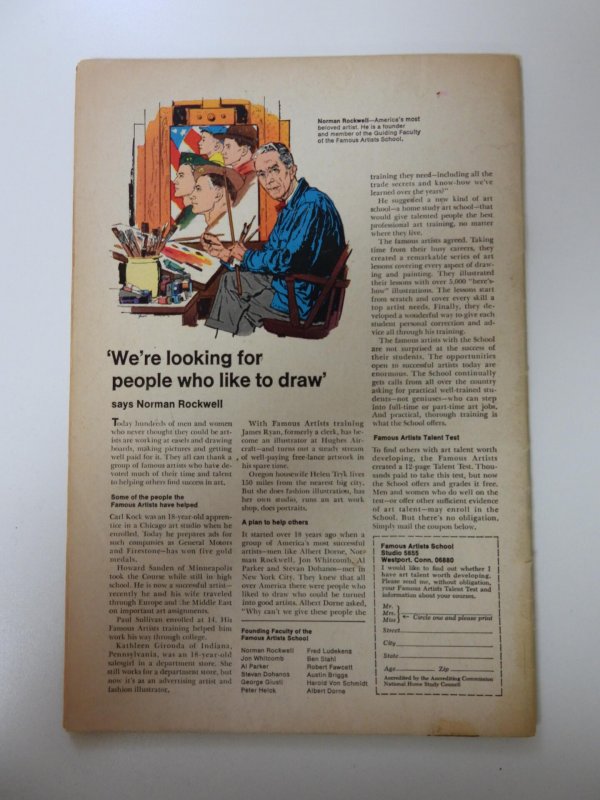 Norman Rockwell—America's most
beloved artist. He is a founder
and member of the Guiding Faculty
of the Famous Artists School.
'We're looking for
people who like to draw'
says Norman Rockwell
Today hundreds of men and women
who never thought they could be art-
ists are working at easels and drawing
boards, making pictures and getting
well paid for it. They all can thank a
group of famous artists who have de-
voted much of their time and talent
to helping others find success in art.
Some of the people the
Famous Artists have helped
Carl Kock was an 18-year-old appren-
tice in a Chicago art studio when he
enrolled. Today he prepares ads for
such companies as General Motors
and Firestone—has won five gold
medals.
Howard Sanden of Minneapolis
took the Course while still in high
school. He is now a successful artist—
recently he and his wife traveled
through Europe and the Middle East
on important art assignments.
Paul Sullivan enrolled at 14. His
Famous Artists training helped him
work his way through college.
Kathleen Gironda of Indiana,
Pennsylvania, was an 18-year-old
salesgirl in a department store. She
still works for a department store, but
now it's as an advertising artist and
fashion illustrator.
With Famous Artists training
James Ryan, formerly a clerk, has be-
come an illustrator at Hughes Air-
craft—and turns out a steady stream
of well-paying free-lance artwork in
his spare time.
Oregon housewife Helen Tryk lives
150 miles from the nearest big city.
But she does fashion illustration, has
her own studio, runs an art work
shop, does portraits.
A plan to help others
It started over 18 years ago when a
group of America's most successful
artists—men like Albert Dorne, Nor-
man Rockwell, Jon Whitcomb, Al
Parker and Stevan Dohanos—met in
New York City. They knew that all
over America there were people who
liked to draw who could be turned
into good artists. Albert Dorne asked,
"Why can't we give these people the
Founding Faculty of the
Famous Artists School
Norman Rockwell
Jon Whitcomb
Al Parker
Stevan Dohanos
George Giusti
Peter Helck
Fred Ludekens
Ben Stahl
Robert Fawcett
Austin Briggs
Harold Von Schmidt
Albert Dorne
training they need—including all the
trade secrets and know-how we've
learned over the years?"
He suggested a new kind of art
school—a home study art school—that
would give talented people the best
professional art training, no matter
where they live.
The famous artists agreed. Taking
time from their busy careers, they
created a remarkable series of art
lessons covering every aspect of draw-
ing and painting. They illustrated
their lessons with over 5,000 "here's-
how" illustrations. The lessons start
from scratch and cover every skill a
top artist needs. Finally, they de-
veloped a wonderful way to give each
student personal correction and ad-
vice all through his training.
The famous artists with the School
are not surprised at the success of
their students. The opportunities
open to successful artists today are
enormous. The School continually
gets calls from all over the country
asking for practical well-trained stu-
dents—not geniuses—who can step
into full-time or part-time art jobs.
And practical, thorough training is
what the School offers.
Famous Artists Talent Test
To find others with art talent worth
developing, the Famous Artists
created a 12-page Talent Test. Thou-
sands paid to take this test, but now
the School offers and grades it free.
Men and women who do well on the
test—or offer other sufficient evidence
of art talent—may enroll in the
School. But there's no obligation.
Simply mail the coupon below.
Famous Artists School
Studio 5655
Westport, Conn. 06880
I would like to find out whether I
have art talent worth developing.
Please send me, without obligation,
your Famous Artists Talent Test and
information about your courses.
Mr.
Mrs. Circle one and please print
Miss
Street
City
State
Age Zip
Accredited by the Accrediting Commission
National Home Study Council